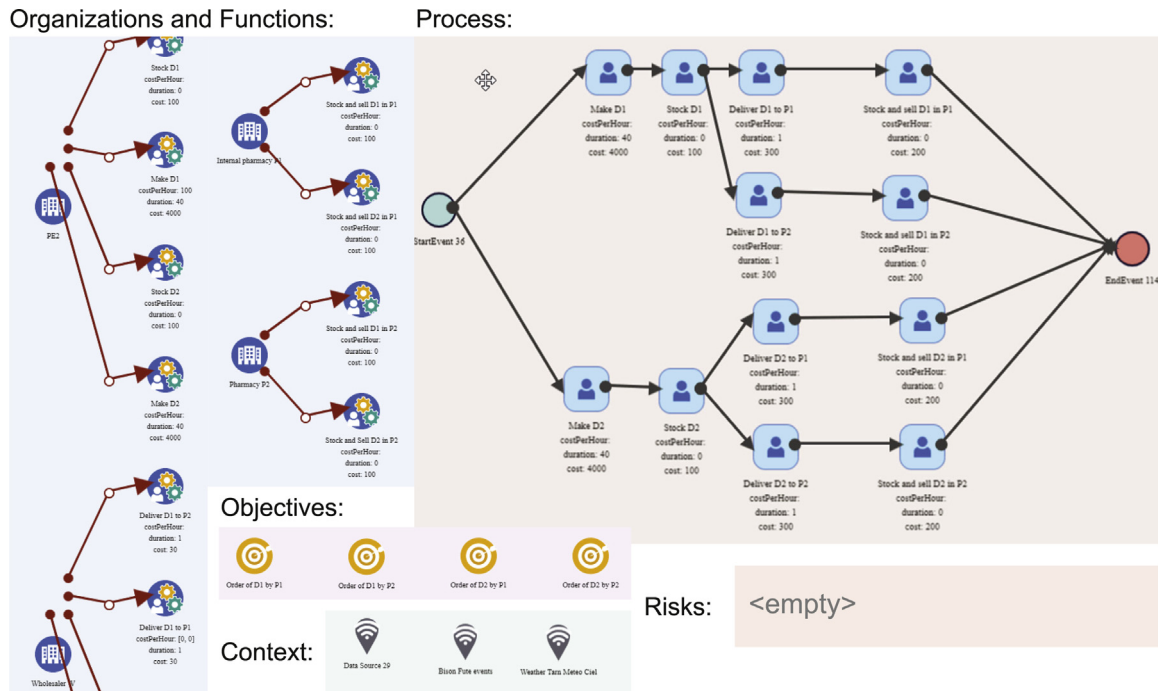 Organizations and Functions:
Process:
Stock D1
costPerHour:
duration: 0
cost: 100
Make D1
costPerHour: 100
duration: 40
cost: 4000
PE2
Stock D2
costPerHour:
duration: 0
cost: 100
Make D2
costPerHour:
duration: 40
cost: 4000
Deliver D1 to P2
costPerHour:
duration: 1
cost: 30
Deliver D1 to P1
costPerHour: [0, 0]
duration: 1
cost: 30
Wholesaler W
Stock and sell D1 in P1
costPerHour:
duration: 0
cost: 100
Internal pharmacy P1
Stock and sell D2 in P1
costPerHour:
duration: 0
cost: 100
Stock and sell D1 in P2
costPerHour:
duration: 0
cost: 100
Pharmacy P2
Stock and Sell D2 in P2
costPerHour:
duration: 0
cost: 100
StartEvent 36
Make D1
costPerHour:
duration: 40
cost: 4000
Stock D1
costPerHour:
duration: 0
cost: 100
Deliver D1 to P1
costPerHour:
duration: 1
cost: 300
Stock and sell D1 in P1
costPerHour:
duration: 0
cost: 200
Deliver D1 to P2
costPerHour:
duration: 1
cost: 300
Stock and sell D1 in P2
costPerHour:
duration: 0
cost: 200
EndEvent 114
Make D2
costPerHour:
duration: 40
cost: 4000
Stock D2
costPerHour:
duration: 0
cost: 100
Deliver D2 to P1
costPerHour:
duration: 1
cost: 300
Stock and sell D2 in P1
costPerHour:
duration: 0
cost: 200
Deliver D2 to P2
costPerHour:
duration: 1
cost: 300
Stock and sell D2 in P2
costPerHour:
duration: 0
cost: 200
Objectives:
Order of D1 by P1
Order of D1 by P2
Order of D2 by P1
Order of D2 by P2
Context:
Data Source 29
Bison Fute events
Weather Tarn Meteo Ciel
Risks:
<empty>